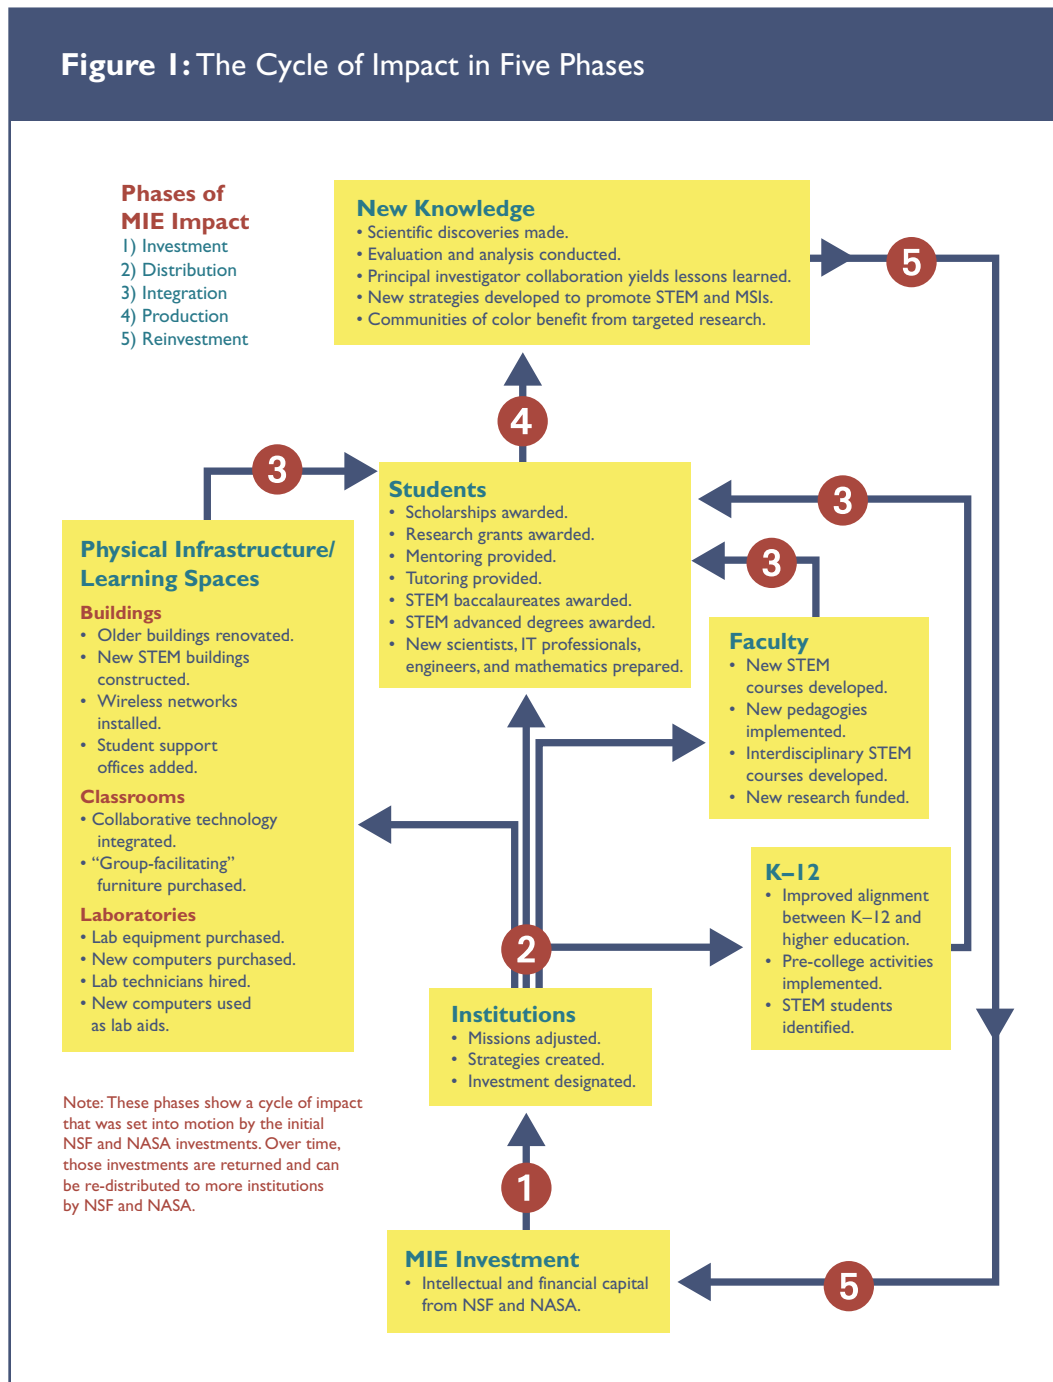 Figure 1: The Cycle of Impact in Five Phases
Phases of
MIE Impact
1) Investment
2) Distribution
3) Integration
4) Production
5) Reinvestment
New Knowledge
• Scientific discoveries made.
• Evaluation and analysis conducted.
• Principal investigator collaboration yields lessons learned.
• New strategies developed to promote STEM and MSIs.
• Communities of color benefit from targeted research.
5
4
3
Students
• Scholarships awarded.
• Research grants awarded.
• Mentoring provided.
• Tutoring provided.
• STEM baccalaureates awarded.
• STEM advanced degrees awarded.
• New scientists, IT professionals,
engineers, and mathematics prepared.
3
3
Physical Infrastructure/
Learning Spaces
Buildings
• Older buildings renovated.
• New STEM buildings
constructed.
• Wireless networks
installed.
• Student support
offices added.
Classrooms
• Collaborative technology
integrated.
• “Group-facilitating”
furniture purchased.
Laboratories
• Lab equipment purchased.
• New computers purchased.
• Lab technicians hired.
• New computers used
as lab aids.
Faculty
• New STEM
courses developed.
• New pedagogies
implemented.
• Interdisciplinary STEM
courses developed.
• New research funded.
K–12
• Improved alignment
between K–12 and
higher education.
• Pre-college activities
implemented.
• STEM students
identified.
2
Institutions
• Missions adjusted.
• Strategies created.
• Investment designated.
Note: These phases show a cycle of impact
that was set into motion by the initial
NSF and NASA investments. Over time,
those investments are returned and can
be re-distributed to more institutions
by NSF and NASA.
1
MIE Investment
• Intellectual and financial capital
from NSF and NASA.
5